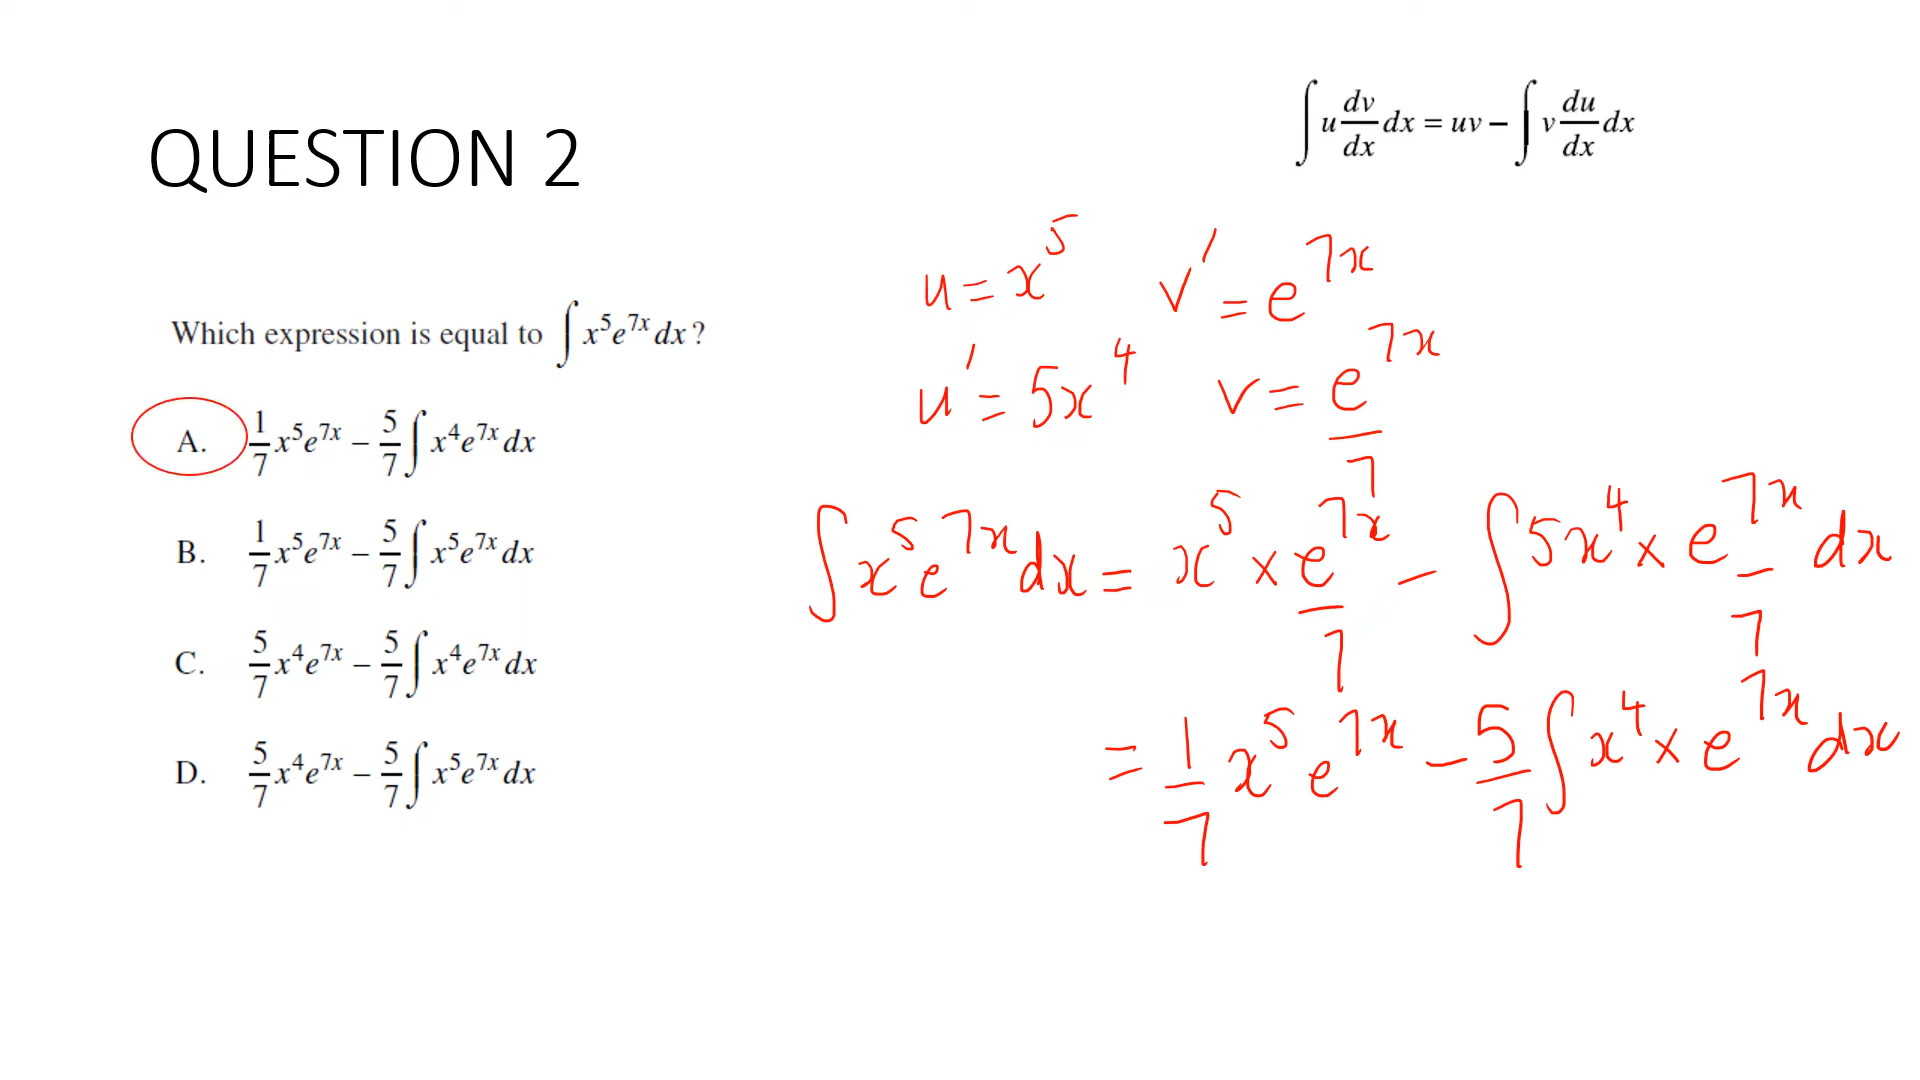 QUESTION 2
∫ u dv/dx dx = uv − ∫ v du/dx dx
Which expression is equal to ∫ x⁵e⁷ˣ dx?
A. 1/7 x⁵e⁷ˣ − 5/7 ∫ x⁴e⁷ˣ dx
B. 1/7 x⁵e⁷ˣ − 5/7 ∫ x⁵e⁷ˣ dx
C. 5/7 x⁴e⁷ˣ − 5/7 ∫ x⁴e⁷ˣ dx
D. 5/7 x⁴e⁷ˣ − 5/7 ∫ x⁵e⁷ˣ dx
u = x⁵ v' = e⁷ˣ
u' = 5x⁴ v = e⁷ˣ/7
∫ x⁵e⁷ˣ dx = x⁵ × e⁷ˣ/7 − ∫ 5x⁴ × e⁷ˣ/7 dx
= 1/7 x⁵ e⁷ˣ − 5/7 ∫ x⁴ × e⁷ˣ dx